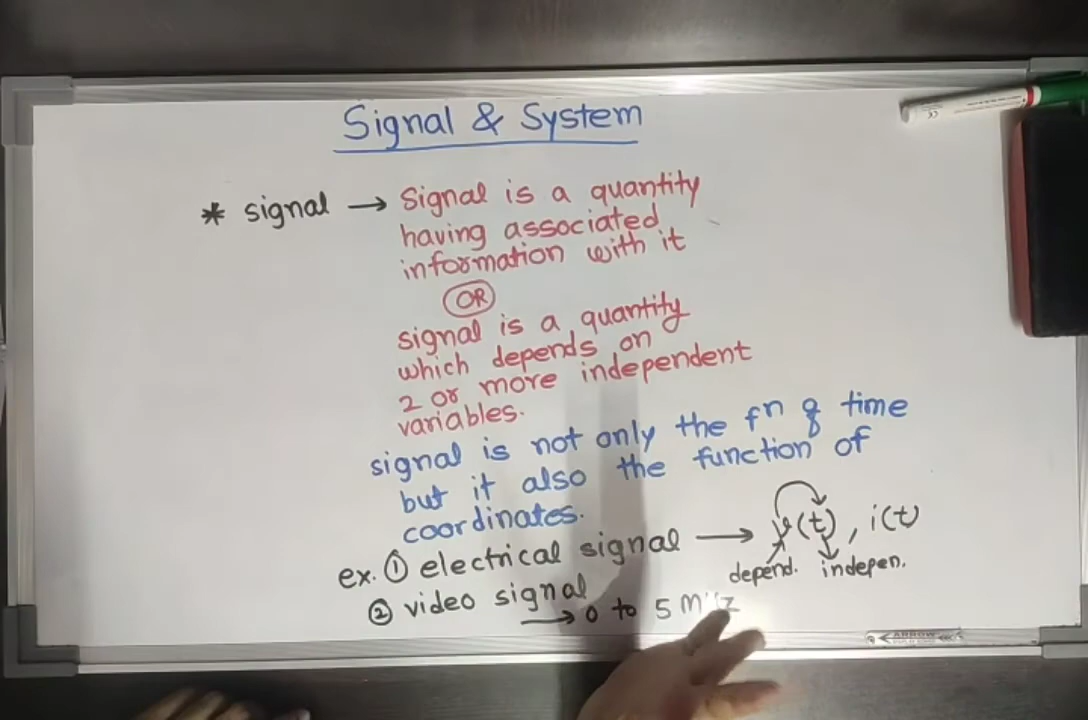 Signal & System
* signal → Signal is a quantity
having associated
information with it
OR
signal is a quantity
which depends on
2 or more independent
variables.
signal is not only the fn of time
but it also the function of
coordinates.
ex. ① electrical signal → v(t), i(t)
depend. indepen.
② video signal
→ 0 to 5 MHz
ARROW